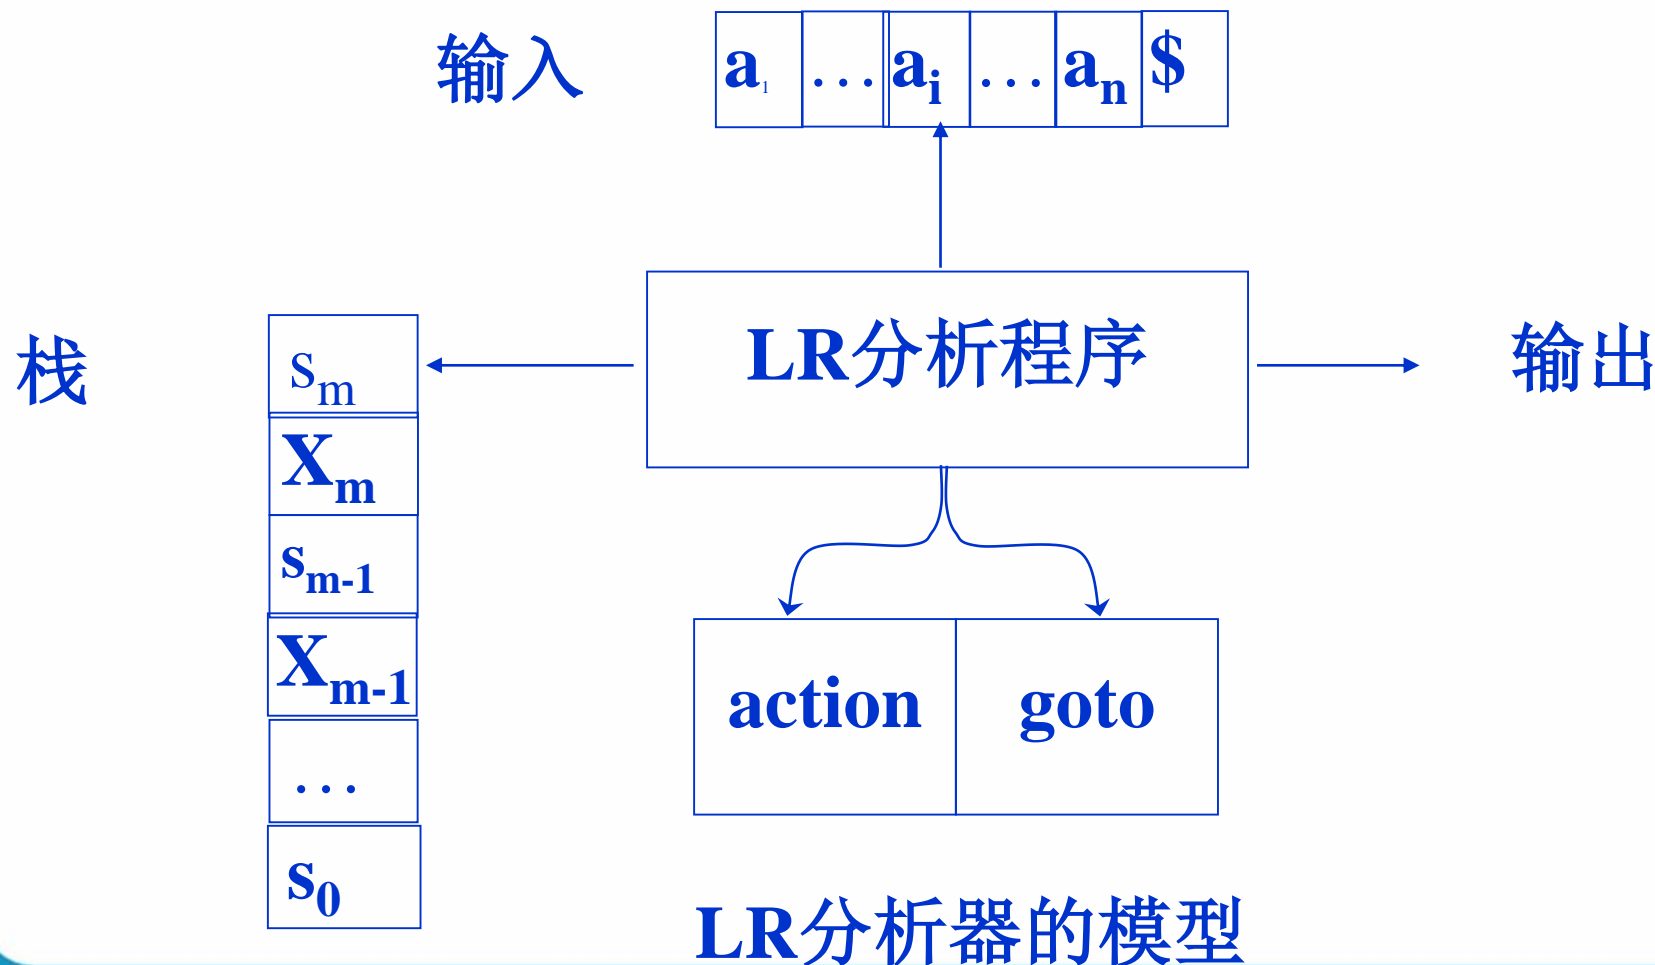 输入 a1 ... ai ... an $
LR分析程序
栈
输出
sm
Xm
sm-1
Xm-1
...
s0
action goto
LR分析器的模型